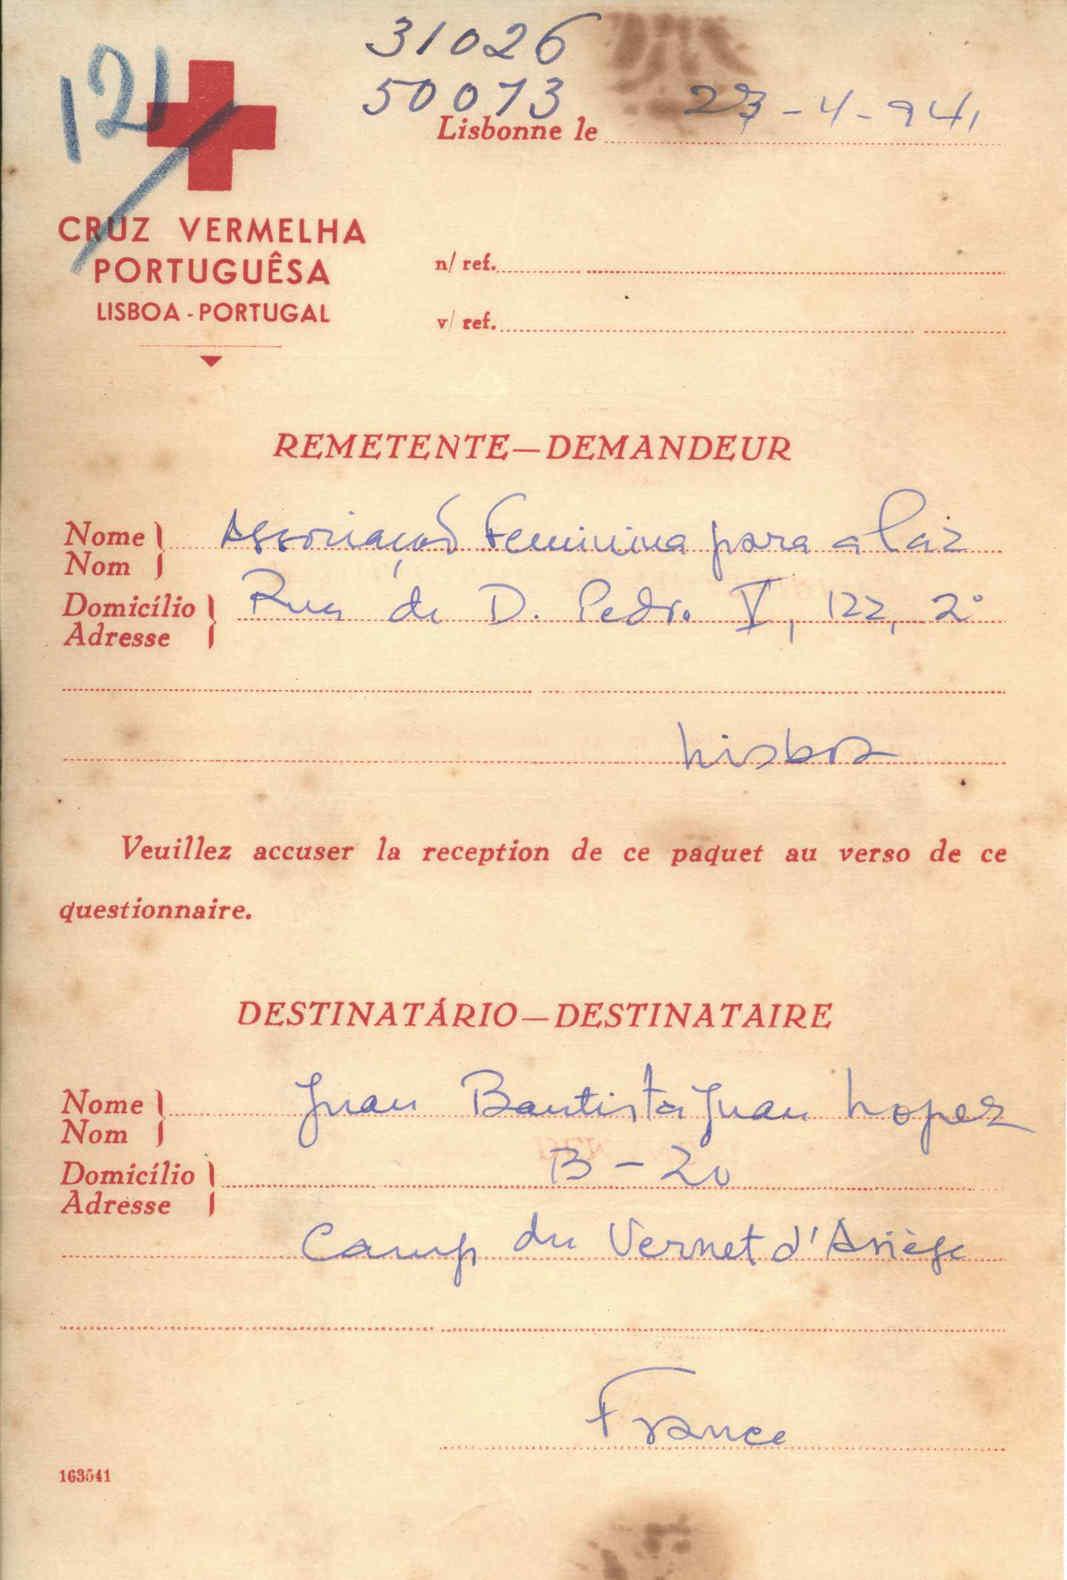 121
31026
50073
Lisbonne le 23-4-941
CRUZ VERMELHA
PORTUGUÊSA
LISBOA - PORTUGAL
n/ ref.
v/ ref.
REMETENTE—DEMANDEUR
Nome Associação Feminina para a Paz
Nom
Domicílio Rua de D. Pedro V, 122, 2º
Adresse
Lisboa
Veuillez accuser la reception de ce paquet au verso de ce
questionnaire.
DESTINATÁRIO—DESTINATAIRE
Nome Juan Bautista Juan Lopez
Nom
Domicílio B-20
Adresse
Camp du Vernet d'Ariège
France
163541